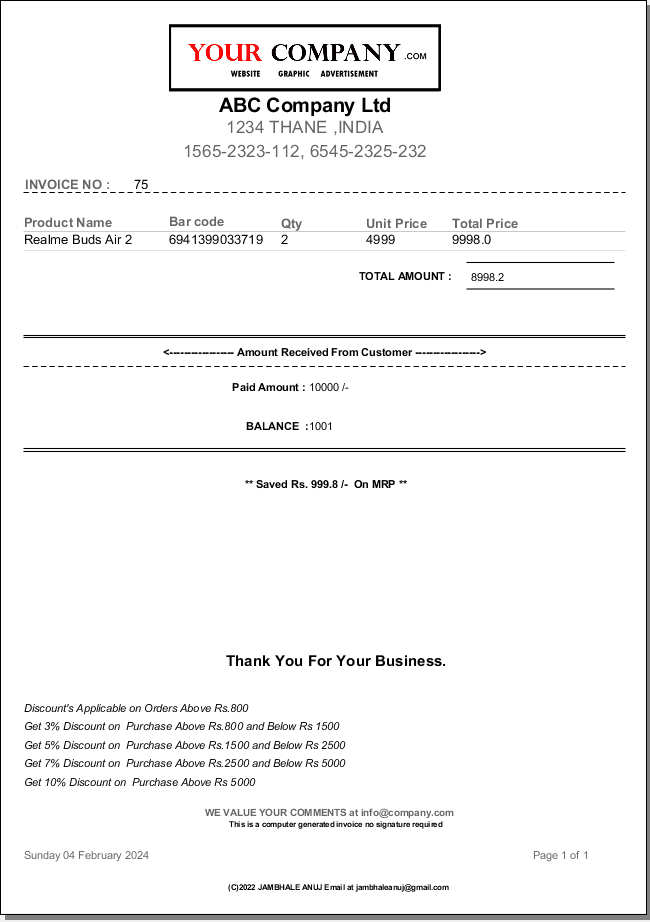 YOUR COMPANY .COM
WEBSITE GRAPHIC ADVERTISEMENT
ABC Company Ltd
1234 THANE ,INDIA
1565-2323-112, 6545-2325-232
INVOICE NO : 75
Product Name Bar code Qty Unit Price Total Price
Realme Buds Air 2 6941399033719 2 4999 9998.0
TOTAL AMOUNT : 8998.2
<------------------ Amount Received From Customer ------------------>
Paid Amount : 10000 /-
BALANCE :1001
** Saved Rs. 999.8 /- On MRP **
Thank You For Your Business.
Discount's Applicable on Orders Above Rs.800
Get 3% Discount on Purchase Above Rs.800 and Below Rs 1500
Get 5% Discount on Purchase Above Rs.1500 and Below Rs 2500
Get 7% Discount on Purchase Above Rs.2500 and Below Rs 5000
Get 10% Discount on Purchase Above Rs 5000
WE VALUE YOUR COMMENTS at info@company.com
This is a computer generated invoice no signature required
Sunday 04 February 2024 Page 1 of 1
(C)2022 JAMBHALE ANUJ Email at jambhaleanuj@gmail.com